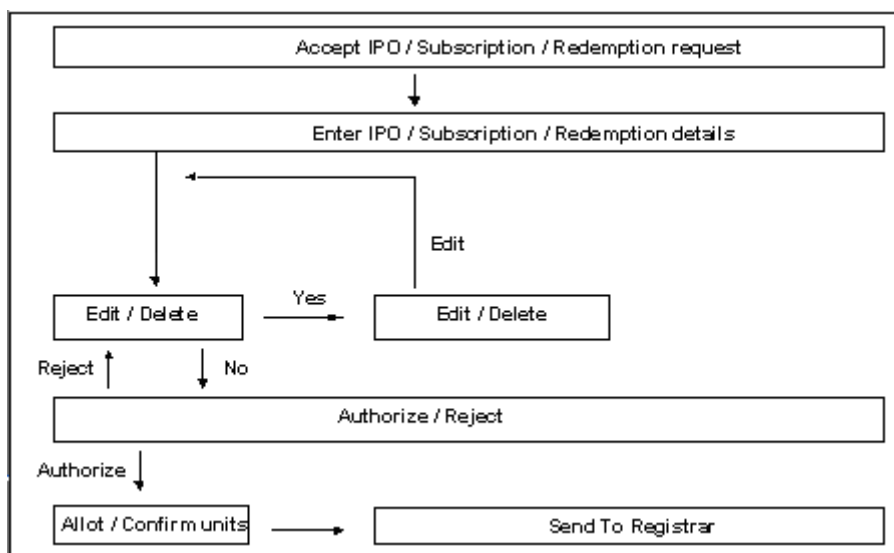 Accept IPO / Subscription / Redemption request
Enter IPO / Subscription / Redemption details
Edit
Yes
Edit / Delete
Edit / Delete
Reject
No
Authorize / Reject
Authorize
Allot / Confirm units
Send To Registrar